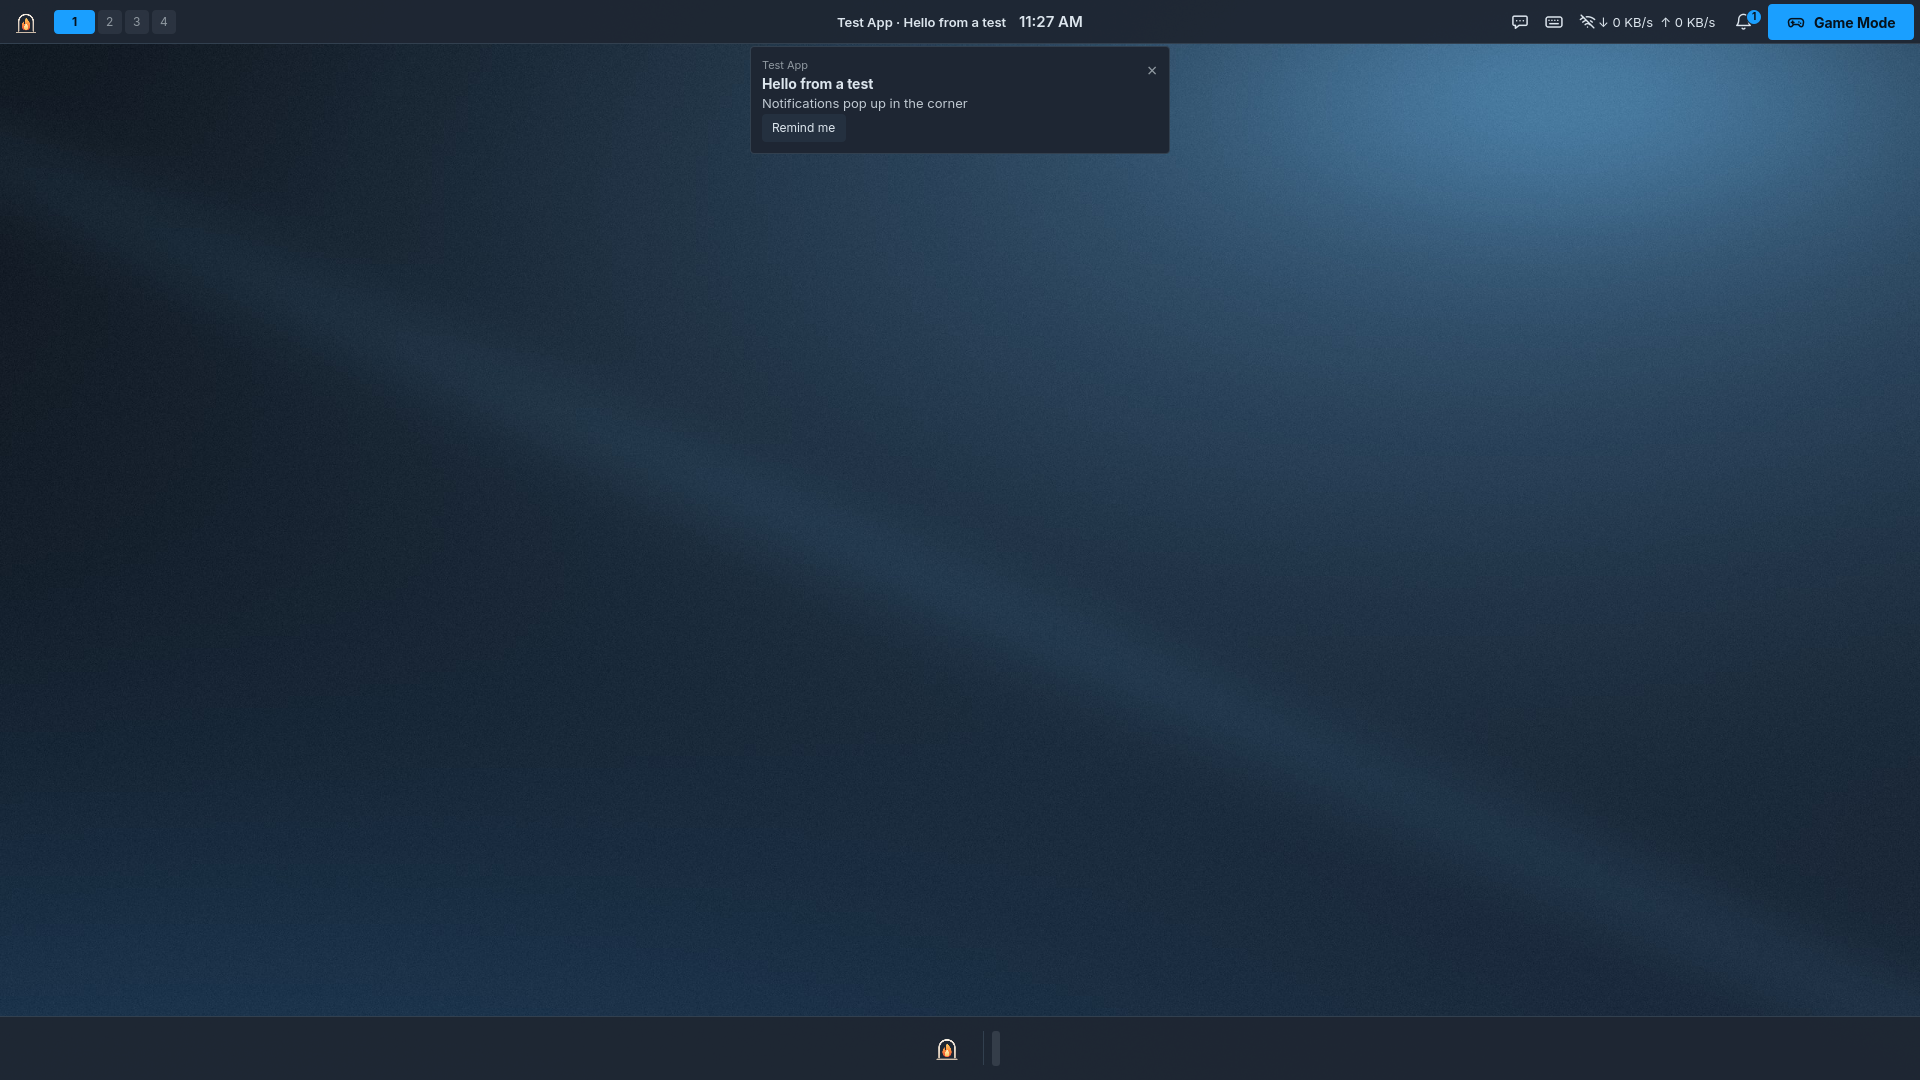 1 2 3 4
Test App · Hello from a test 11:27 AM
↓ 0 KB/s ↑ 0 KB/s
1
Game Mode
Test App
Hello from a test
Notifications pop up in the corner
Remind me